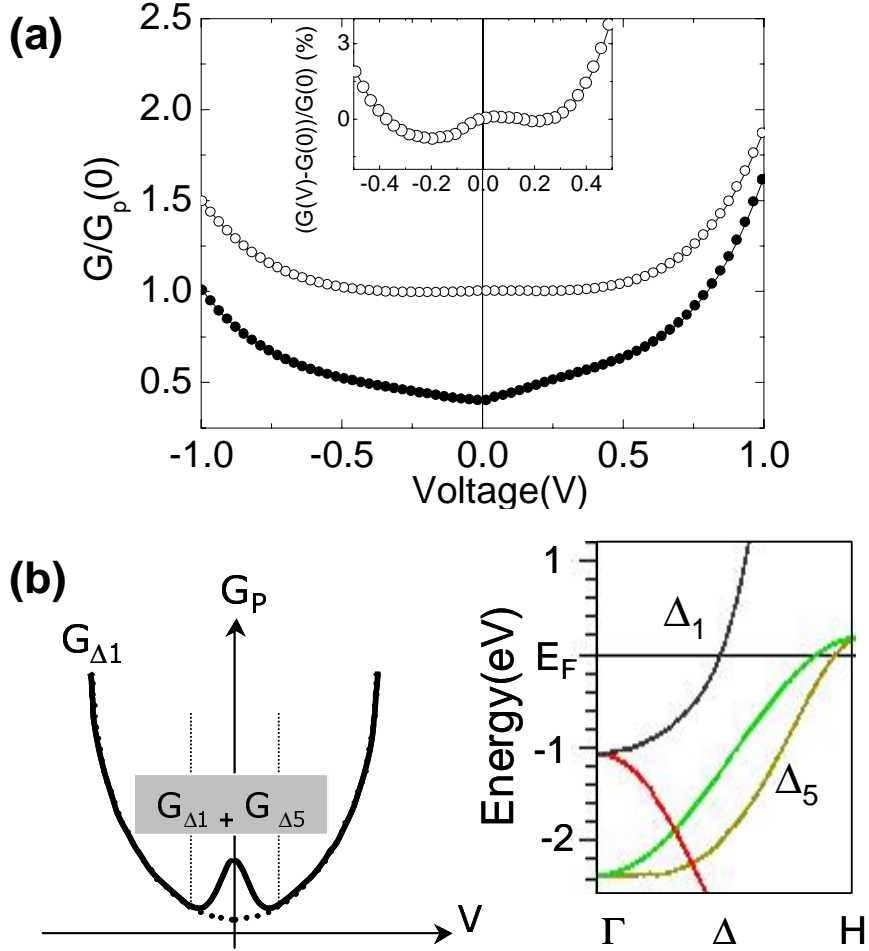 (a)
2.5
2.0
1.5
1.0
0.5
G/Gp(0)
-1.0 -0.5 0.0 0.5 1.0
Voltage(V)
3
0
(G(V)-G(0))/G(0) (%)
-0.4 -0.2 0.0 0.2 0.4
(b)
GP
GΔ1
GΔ1 + GΔ5
V
1
EF
-1
-2
Energy(eV)
Δ1
Δ5
Γ Δ H